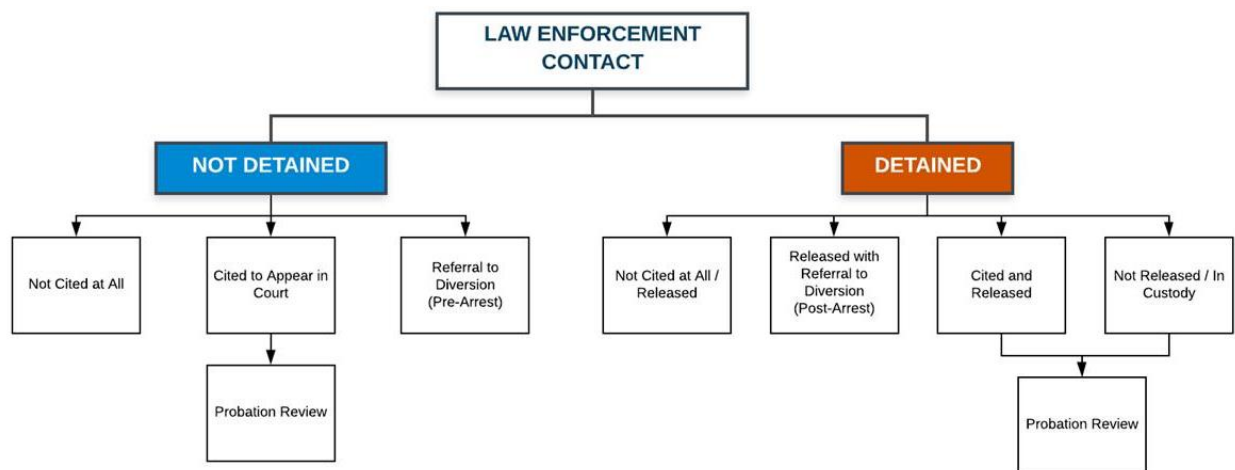 LAW ENFORCEMENT
CONTACT
NOT DETAINED
DETAINED
Not Cited at All
Cited to Appear in
Court
Referral to
Diversion
(Pre-Arrest)
Not Cited at All /
Released
Released with
Referral to
Diversion
(Post-Arrest)
Cited and
Released
Not Released / In
Custody
Probation Review
Probation Review